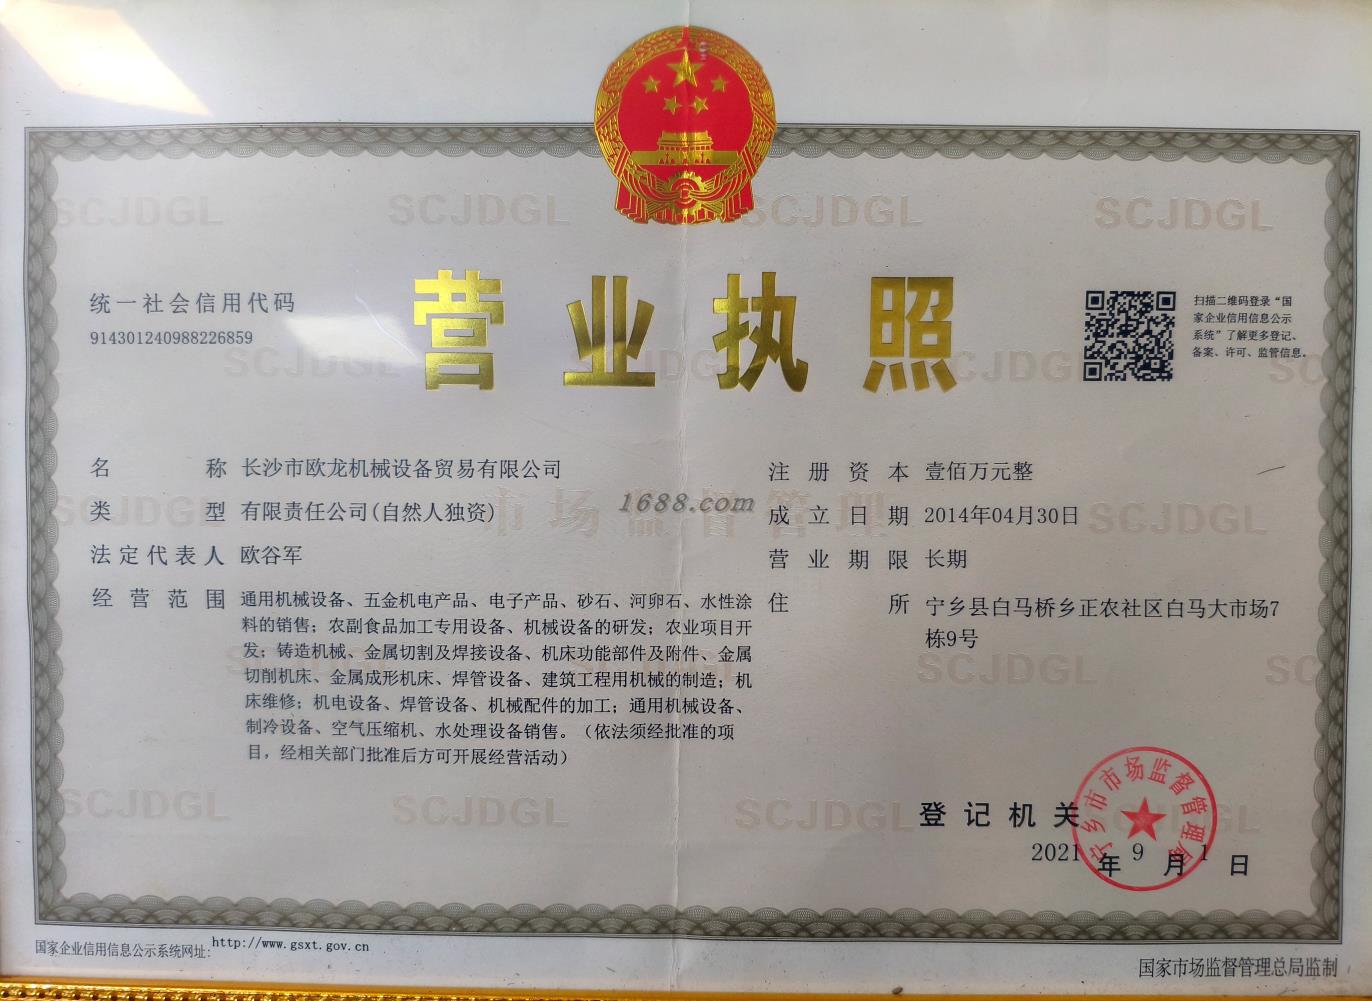 营业执照
统一社会信用代码
914301240988226859
扫描二维码登录“国
家企业信用信息公示
系统”了解更多登记、
备案、许可、监管信息。
名称 长沙市欧龙机械设备贸易有限公司
类型 有限责任公司(自然人独资)
法定代表人 欧谷军
经营范围 通用机械设备、五金机电产品、电子产品、砂石、河卵石、水性涂
料的销售；农副食品加工专用设备、机械设备的研发；农业项目开
发；铸造机械、金属切割及焊接设备、机床功能部件及附件、金属
切削机床、金属成形机床、焊管设备、建筑工程用机械的制造；机
床维修；机电设备、焊管设备、机械配件的加工；通用机械设备、
制冷设备、空气压缩机、水处理设备销售。（依法须经批准的项
目，经相关部门批准后方可开展经营活动）
注册资本 壹佰万元整
成立日期 2014年04月30日
营业期限 长期
住所 宁乡县白马桥乡正农社区白马大市场7
栋9号
1688.com
市场监督管理
SCJDGL SCJDGL SCJDGL SCJDGL
登记机关
宁乡市市场监督管理局
2021年9月1日
国家企业信用信息公示系统网址: http://www.gsxt.gov.cn
国家市场监督管理总局监制